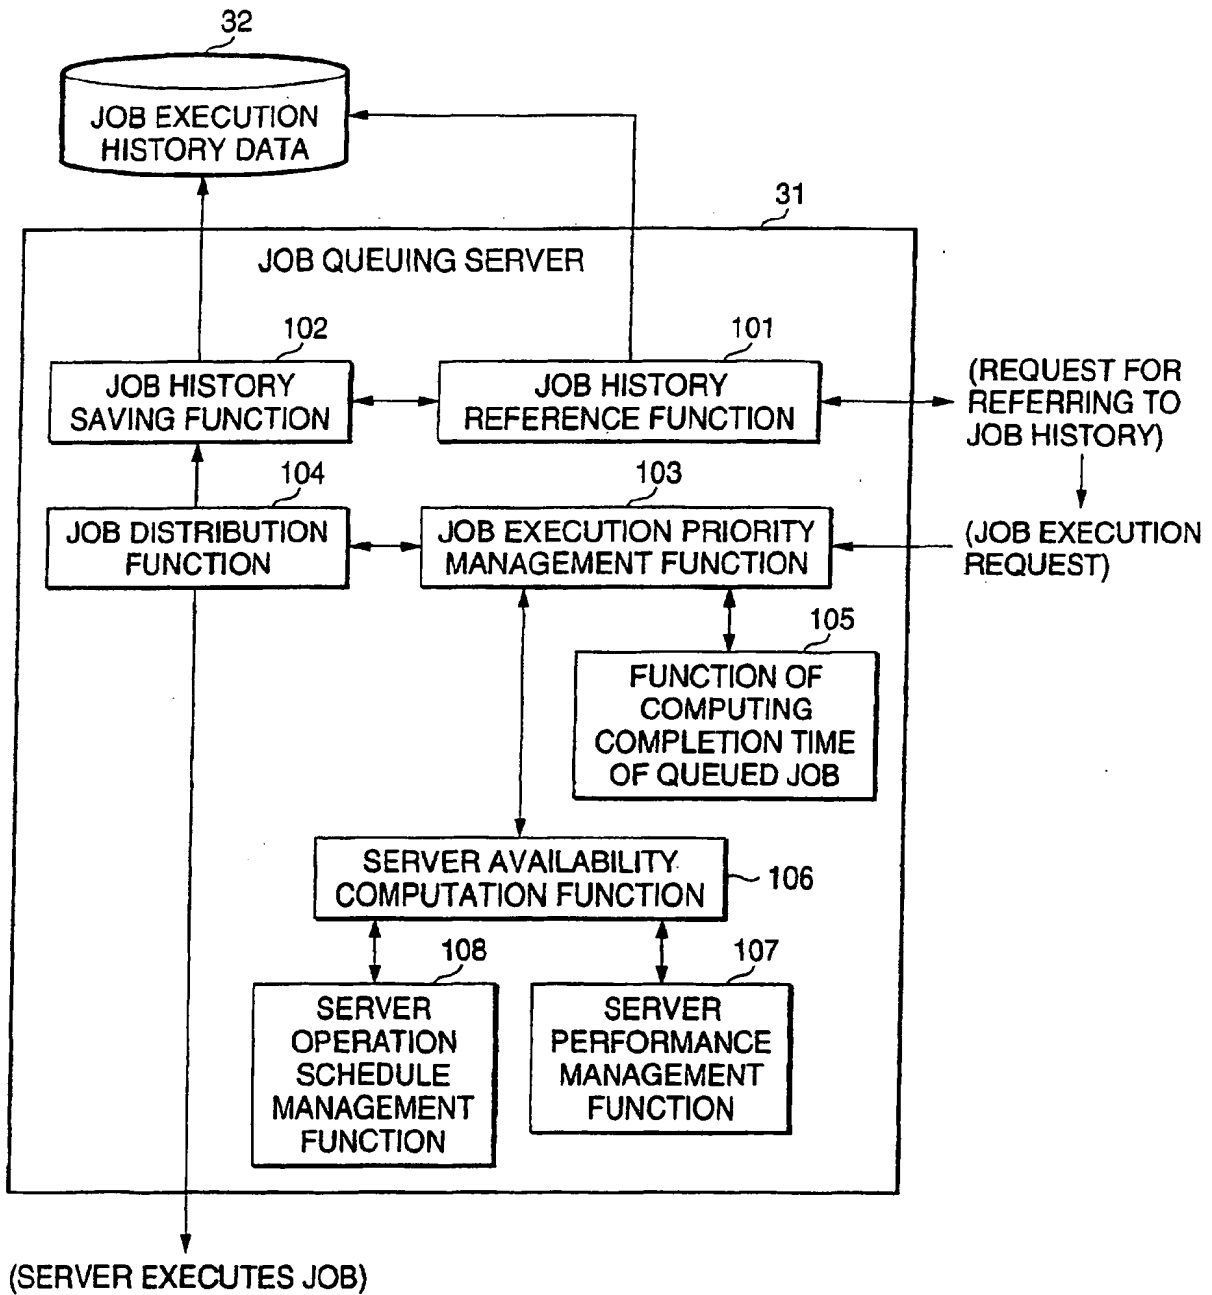 32
JOB EXECUTION
HISTORY DATA
31
JOB QUEUING SERVER
102
JOB HISTORY
SAVING FUNCTION
101
JOB HISTORY
REFERENCE FUNCTION
(REQUEST FOR
REFERRING TO
JOB HISTORY)
104
JOB DISTRIBUTION
FUNCTION
103
JOB EXECUTION PRIORITY
MANAGEMENT FUNCTION
(JOB EXECUTION
REQUEST)
105
FUNCTION OF
COMPUTING
COMPLETION TIME
OF QUEUED JOB
SERVER AVAILABILITY
COMPUTATION FUNCTION
106
108
SERVER
OPERATION
SCHEDULE
MANAGEMENT
FUNCTION
107
SERVER
PERFORMANCE
MANAGEMENT
FUNCTION
(SERVER EXECUTES JOB)